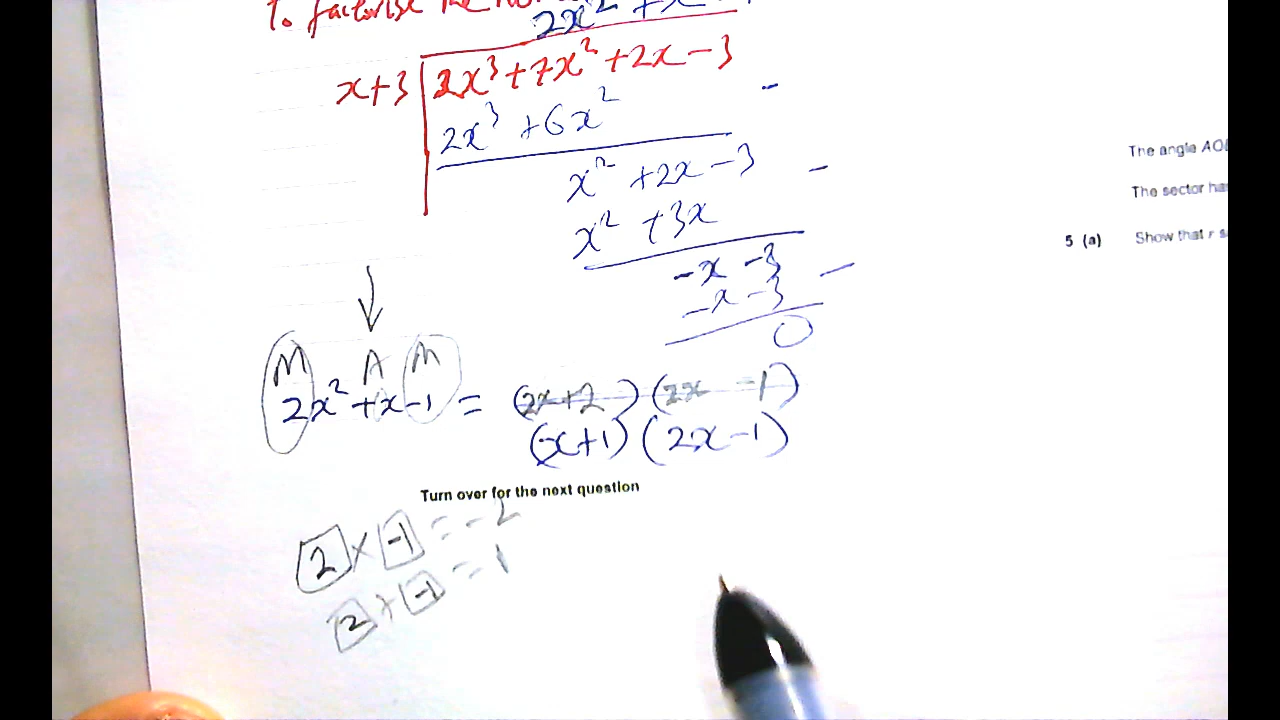 1. factorise the
2x² + x
x+3 2x³+7x²+2x-3
2x³ +6x²
x² +2x -3
x² +3x
-x -3
-x -3
0
M A M
2x²+x-1 = (2x+2 ) (2x -1)
(x+1) (2x-1)
Turn over for the next question
2 × -1 = -2
2 + -1 = 1
The angle
The sector
5 (a) Show that r